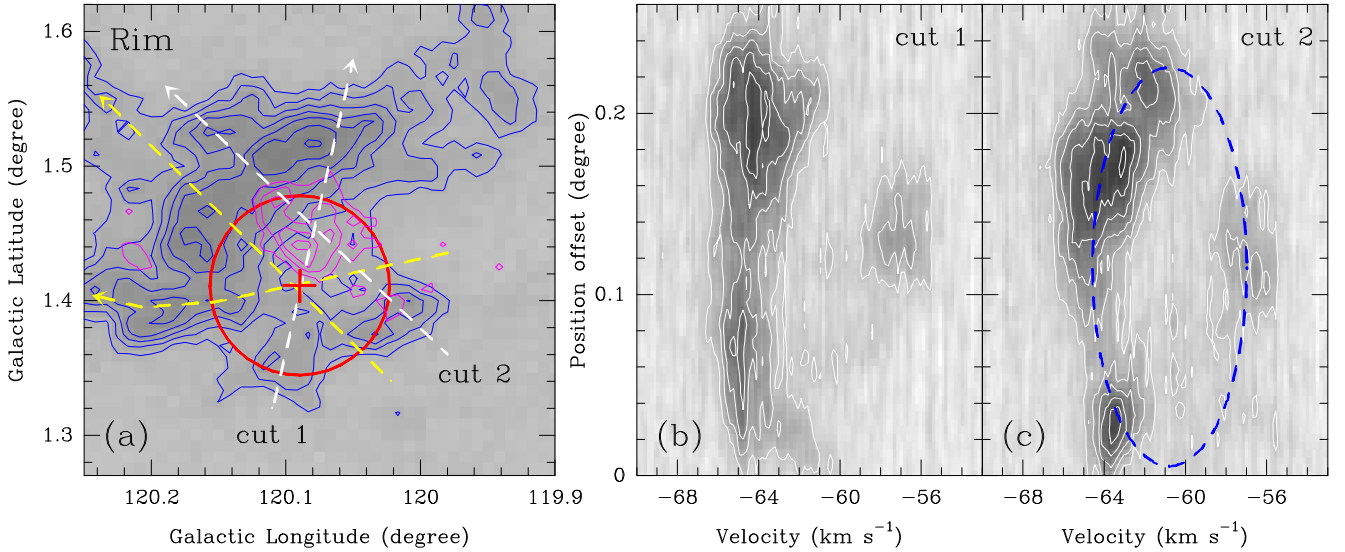 Rim
cut 1
cut 2
(a)
1.6
1.5
1.4
1.3
120.2
120.1
120
119.9
Galactic Longitude (degree)
Galactic Latitude (degree)
cut 1
(b)
0.2
0.1
0
−68
−64
−60
−56
Velocity (km s⁻¹)
Position offset (degree)
cut 2
(c)
−68
−64
−60
−56
Velocity (km s⁻¹)